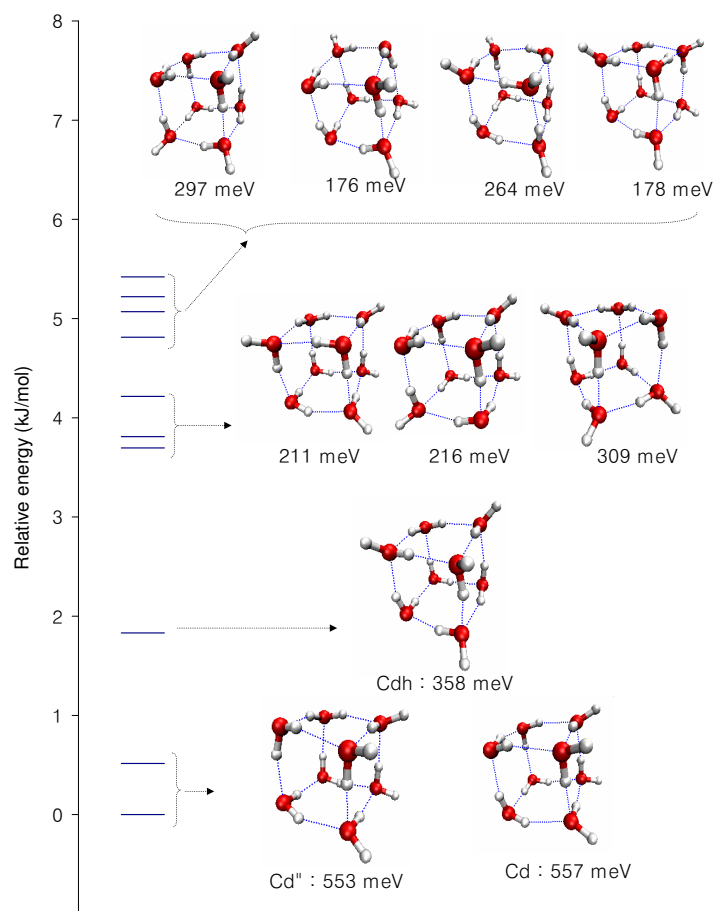 8
297 meV 176 meV 264 meV 178 meV
7
6
5
211 meV 216 meV 309 meV
4
3
2
Cdh : 358 meV
1
0
Cd" : 553 meV Cd : 557 meV
Relative energy (kJ/mol)